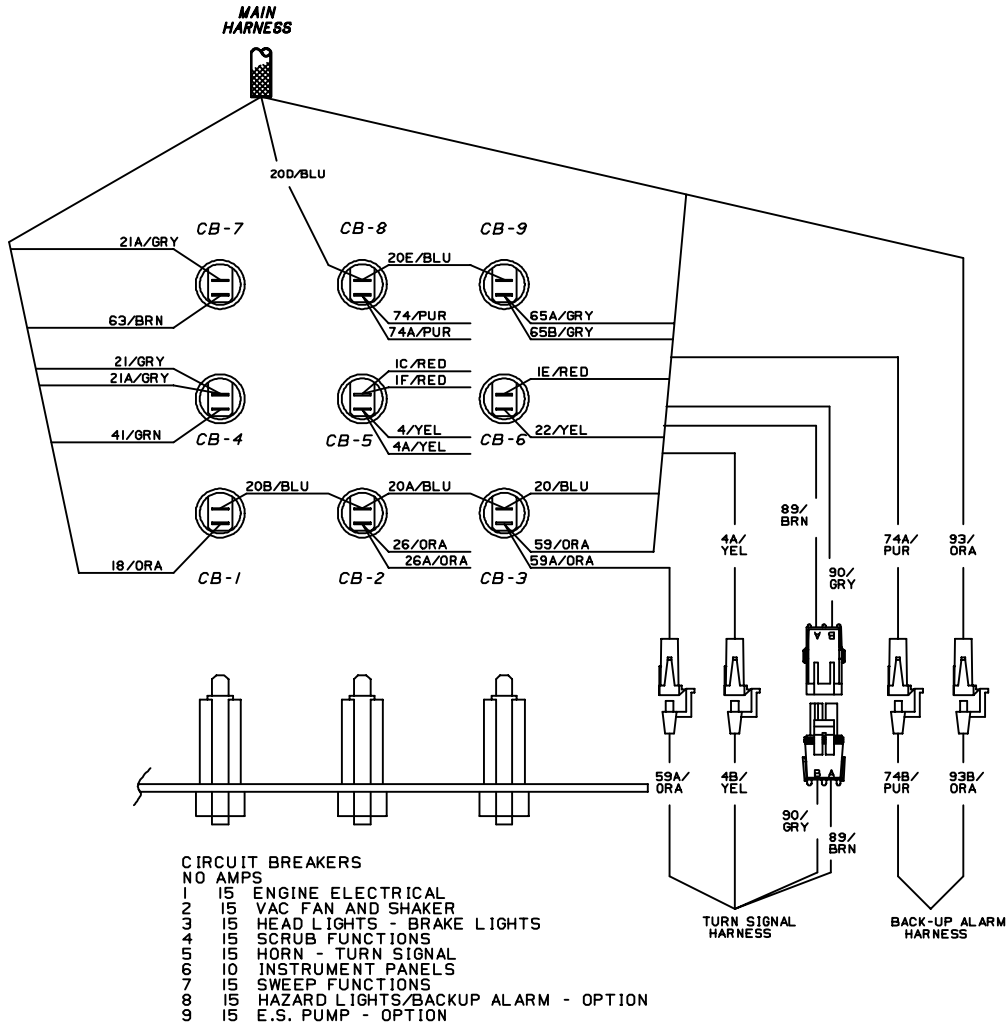 MAIN
HARNESS
20D/BLU
CB-7
CB-8
CB-9
21A/GRY
20E/BLU
63/BRN
74/PUR
74A/PUR
65A/GRY
65B/GRY
21/GRY
21A/GRY
1C/RED
1F/RED
1E/RED
41/GRN
CB-4
CB-5
4/YEL
4A/YEL
CB-6
22/YEL
20B/BLU
20A/BLU
20/BLU
18/ORA
CB-1
26/ORA
26A/ORA
CB-2
59/ORA
59A/ORA
CB-3
89/
BRN
4A/
YEL
74A/
PUR
93/
ORA
90/
GRY
A B
B A
59A/
ORA
4B/
YEL
74B/
PUR
93B/
ORA
90/
GRY
89/
BRN
TURN SIGNAL
HARNESS
BACK-UP ALARM
HARNESS
CIRCUIT BREAKERS
NO AMPS
1 15 ENGINE ELECTRICAL
2 15 VAC FAN AND SHAKER
3 15 HEAD LIGHTS - BRAKE LIGHTS
4 15 SCRUB FUNCTIONS
5 15 HORN - TURN SIGNAL
6 10 INSTRUMENT PANELS
7 15 SWEEP FUNCTIONS
8 15 HAZARD LIGHTS/BACKUP ALARM - OPTION
9 15 E.S. PUMP - OPTION